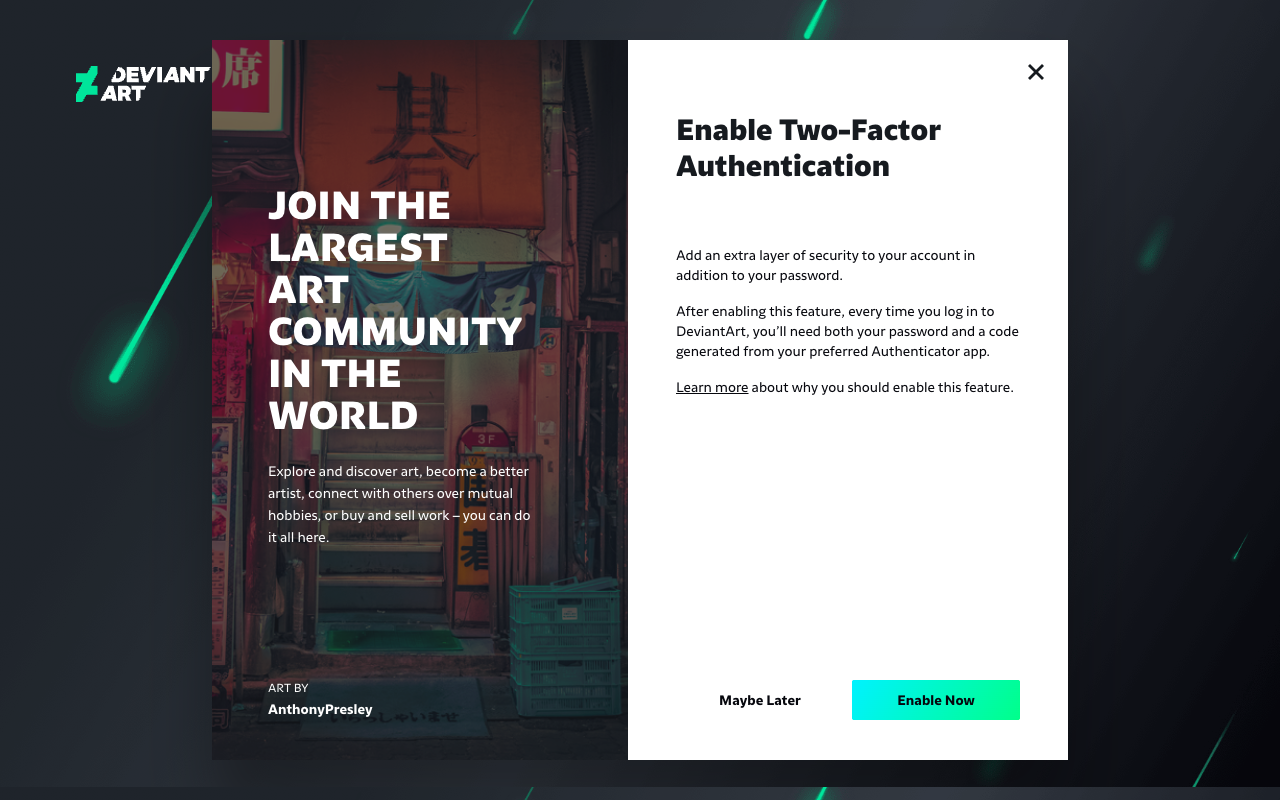 DEVIANT
ART
席
基
JOIN THE
LARGEST
ART
COMMUNITY
IN THE
WORLD
3F
Explore and discover art, become a better
artist, connect with others over mutual
hobbies, or buy and sell work – you can do
it all here.
ART BY
AnthonyPresley
Enable Two-Factor
Authentication
Add an extra layer of security to your account in
addition to your password.
After enabling this feature, every time you log in to
DeviantArt, you’ll need both your password and a code
generated from your preferred Authenticator app.
Learn more about why you should enable this feature.
Maybe Later
Enable Now